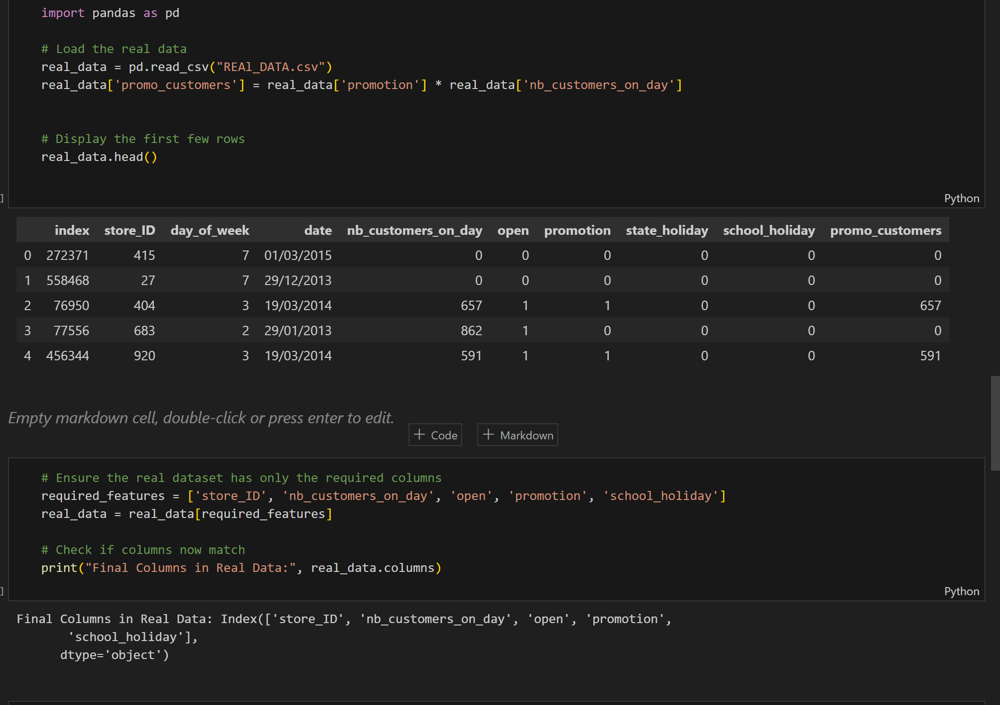 import pandas as pd
# Load the real data
real_data = pd.read_csv("REAl_DATA.csv")
real_data['promo_customers'] = real_data['promotion'] * real_data['nb_customers_on_day']
# Display the first few rows
real_data.head()
]
Python
index store_ID day_of_week date nb_customers_on_day open promotion state_holiday school_holiday promo_customers
0 272371 415 7 01/03/2015 0 0 0 0 0 0
1 558468 27 7 29/12/2013 0 0 0 0 0 0
2 76950 404 3 19/03/2014 657 1 1 0 0 657
3 77556 683 2 29/01/2013 862 1 0 0 0 0
4 456344 920 3 19/03/2014 591 1 1 0 0 591
Empty markdown cell, double-click or press enter to edit.
+ Code + Markdown
# Ensure the real dataset has only the required columns
required_features = ['store_ID', 'nb_customers_on_day', 'open', 'promotion', 'school_holiday']
real_data = real_data[required_features]
# Check if columns now match
print("Final Columns in Real Data:", real_data.columns)
]
Python
Final Columns in Real Data: Index(['store_ID', 'nb_customers_on_day', 'open', 'promotion',
'school_holiday'],
dtype='object')